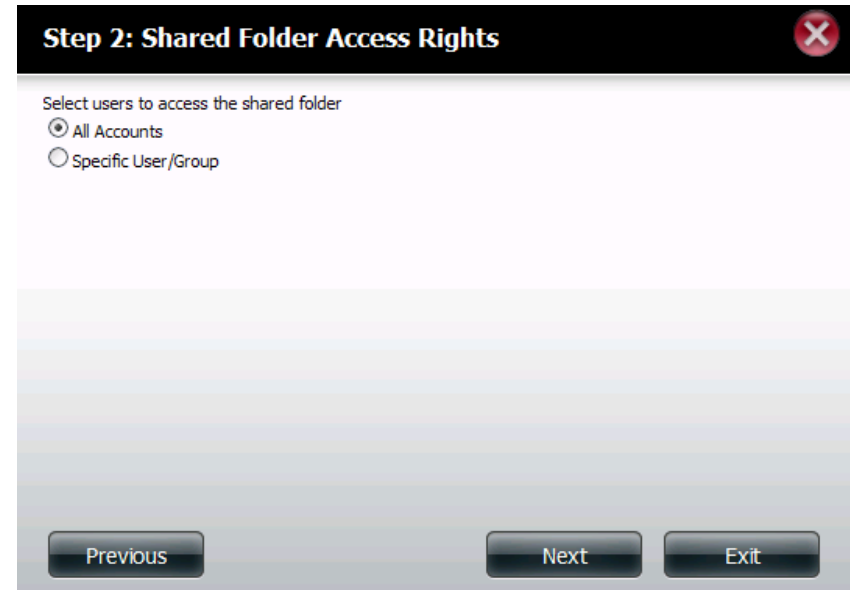 Step 2: Shared Folder Access Rights
Select users to access the shared folder
All Accounts
Specific User/Group
Previous
Next
Exit